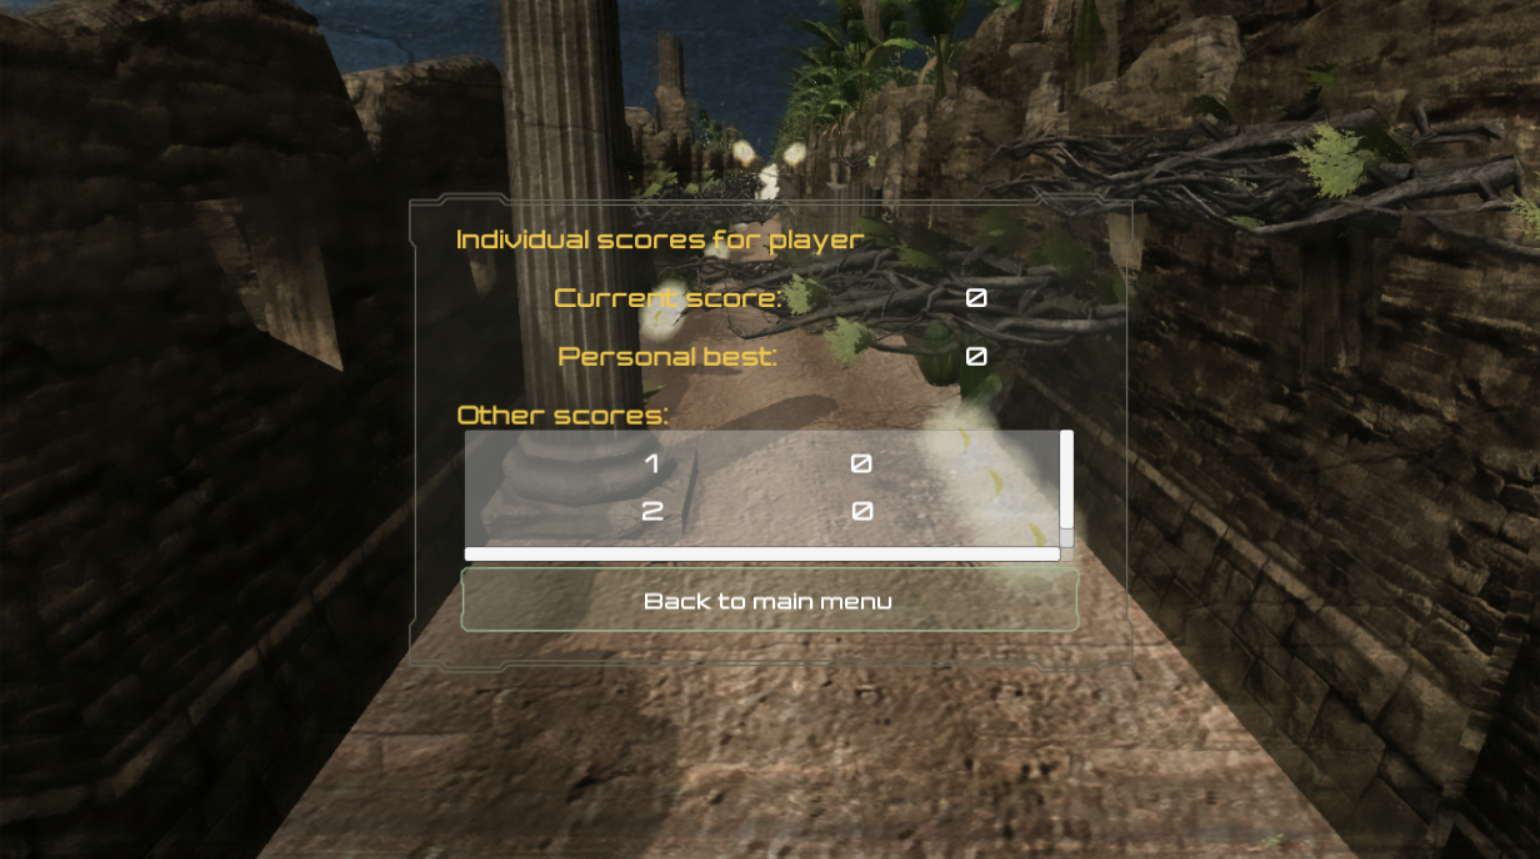 Individual scores for player
Current score: 0
Personal best: 0
Other scores:
1 0
2 0
Back to main menu